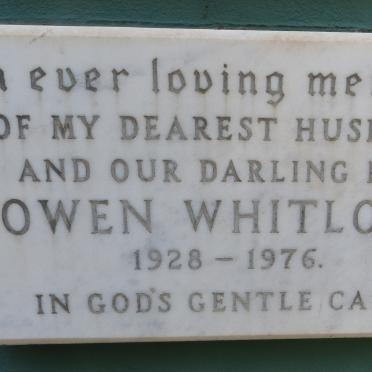 ever loving
OF MY DEAREST
AND OUR DARLING
OWEN
1928 – 1976.
IN GOD'S GENTLE